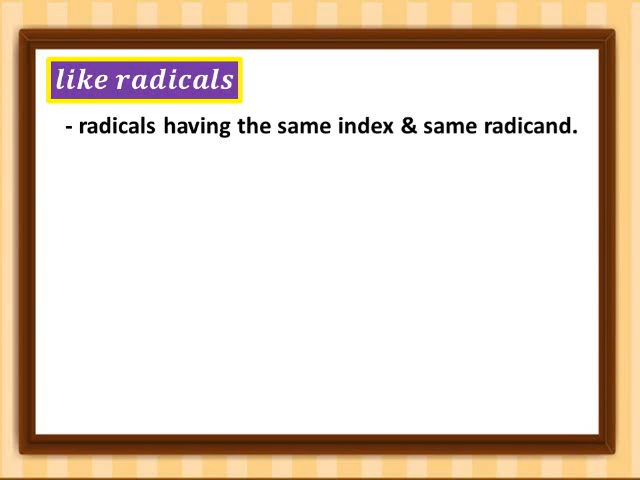 like radicals
- radicals having the same index & same radicand.